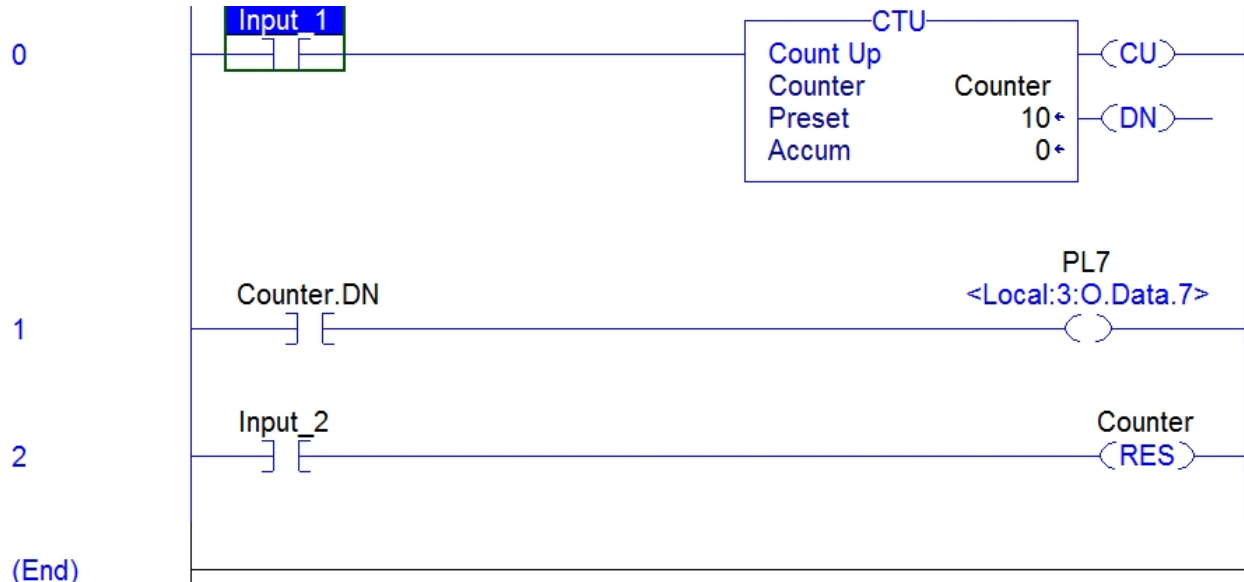 Input_1
CTU
0
Count Up
CU
Counter Counter
Preset 10
DN
Accum 0
PL7
Counter.DN <Local:3:O.Data.7>
1
Input_2 Counter
2
RES
(End)